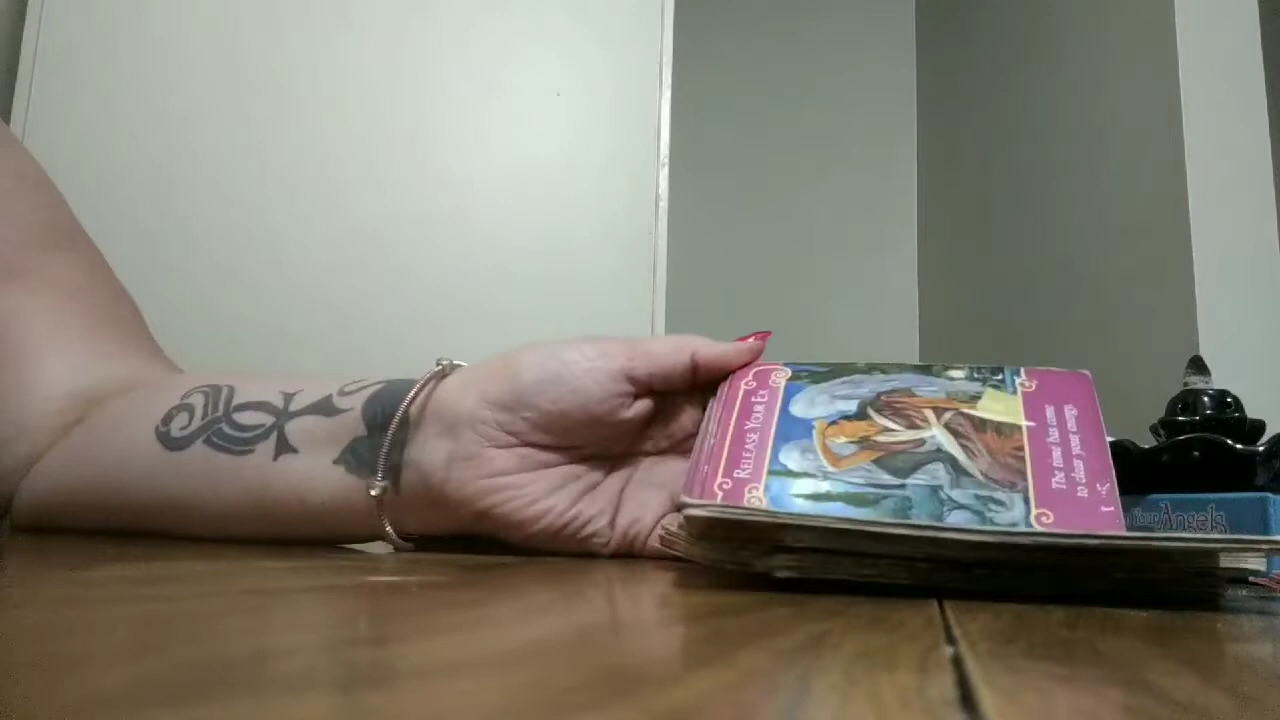 RELEASE YOUR EX
The time has come
to clear your energy.
Your Angels